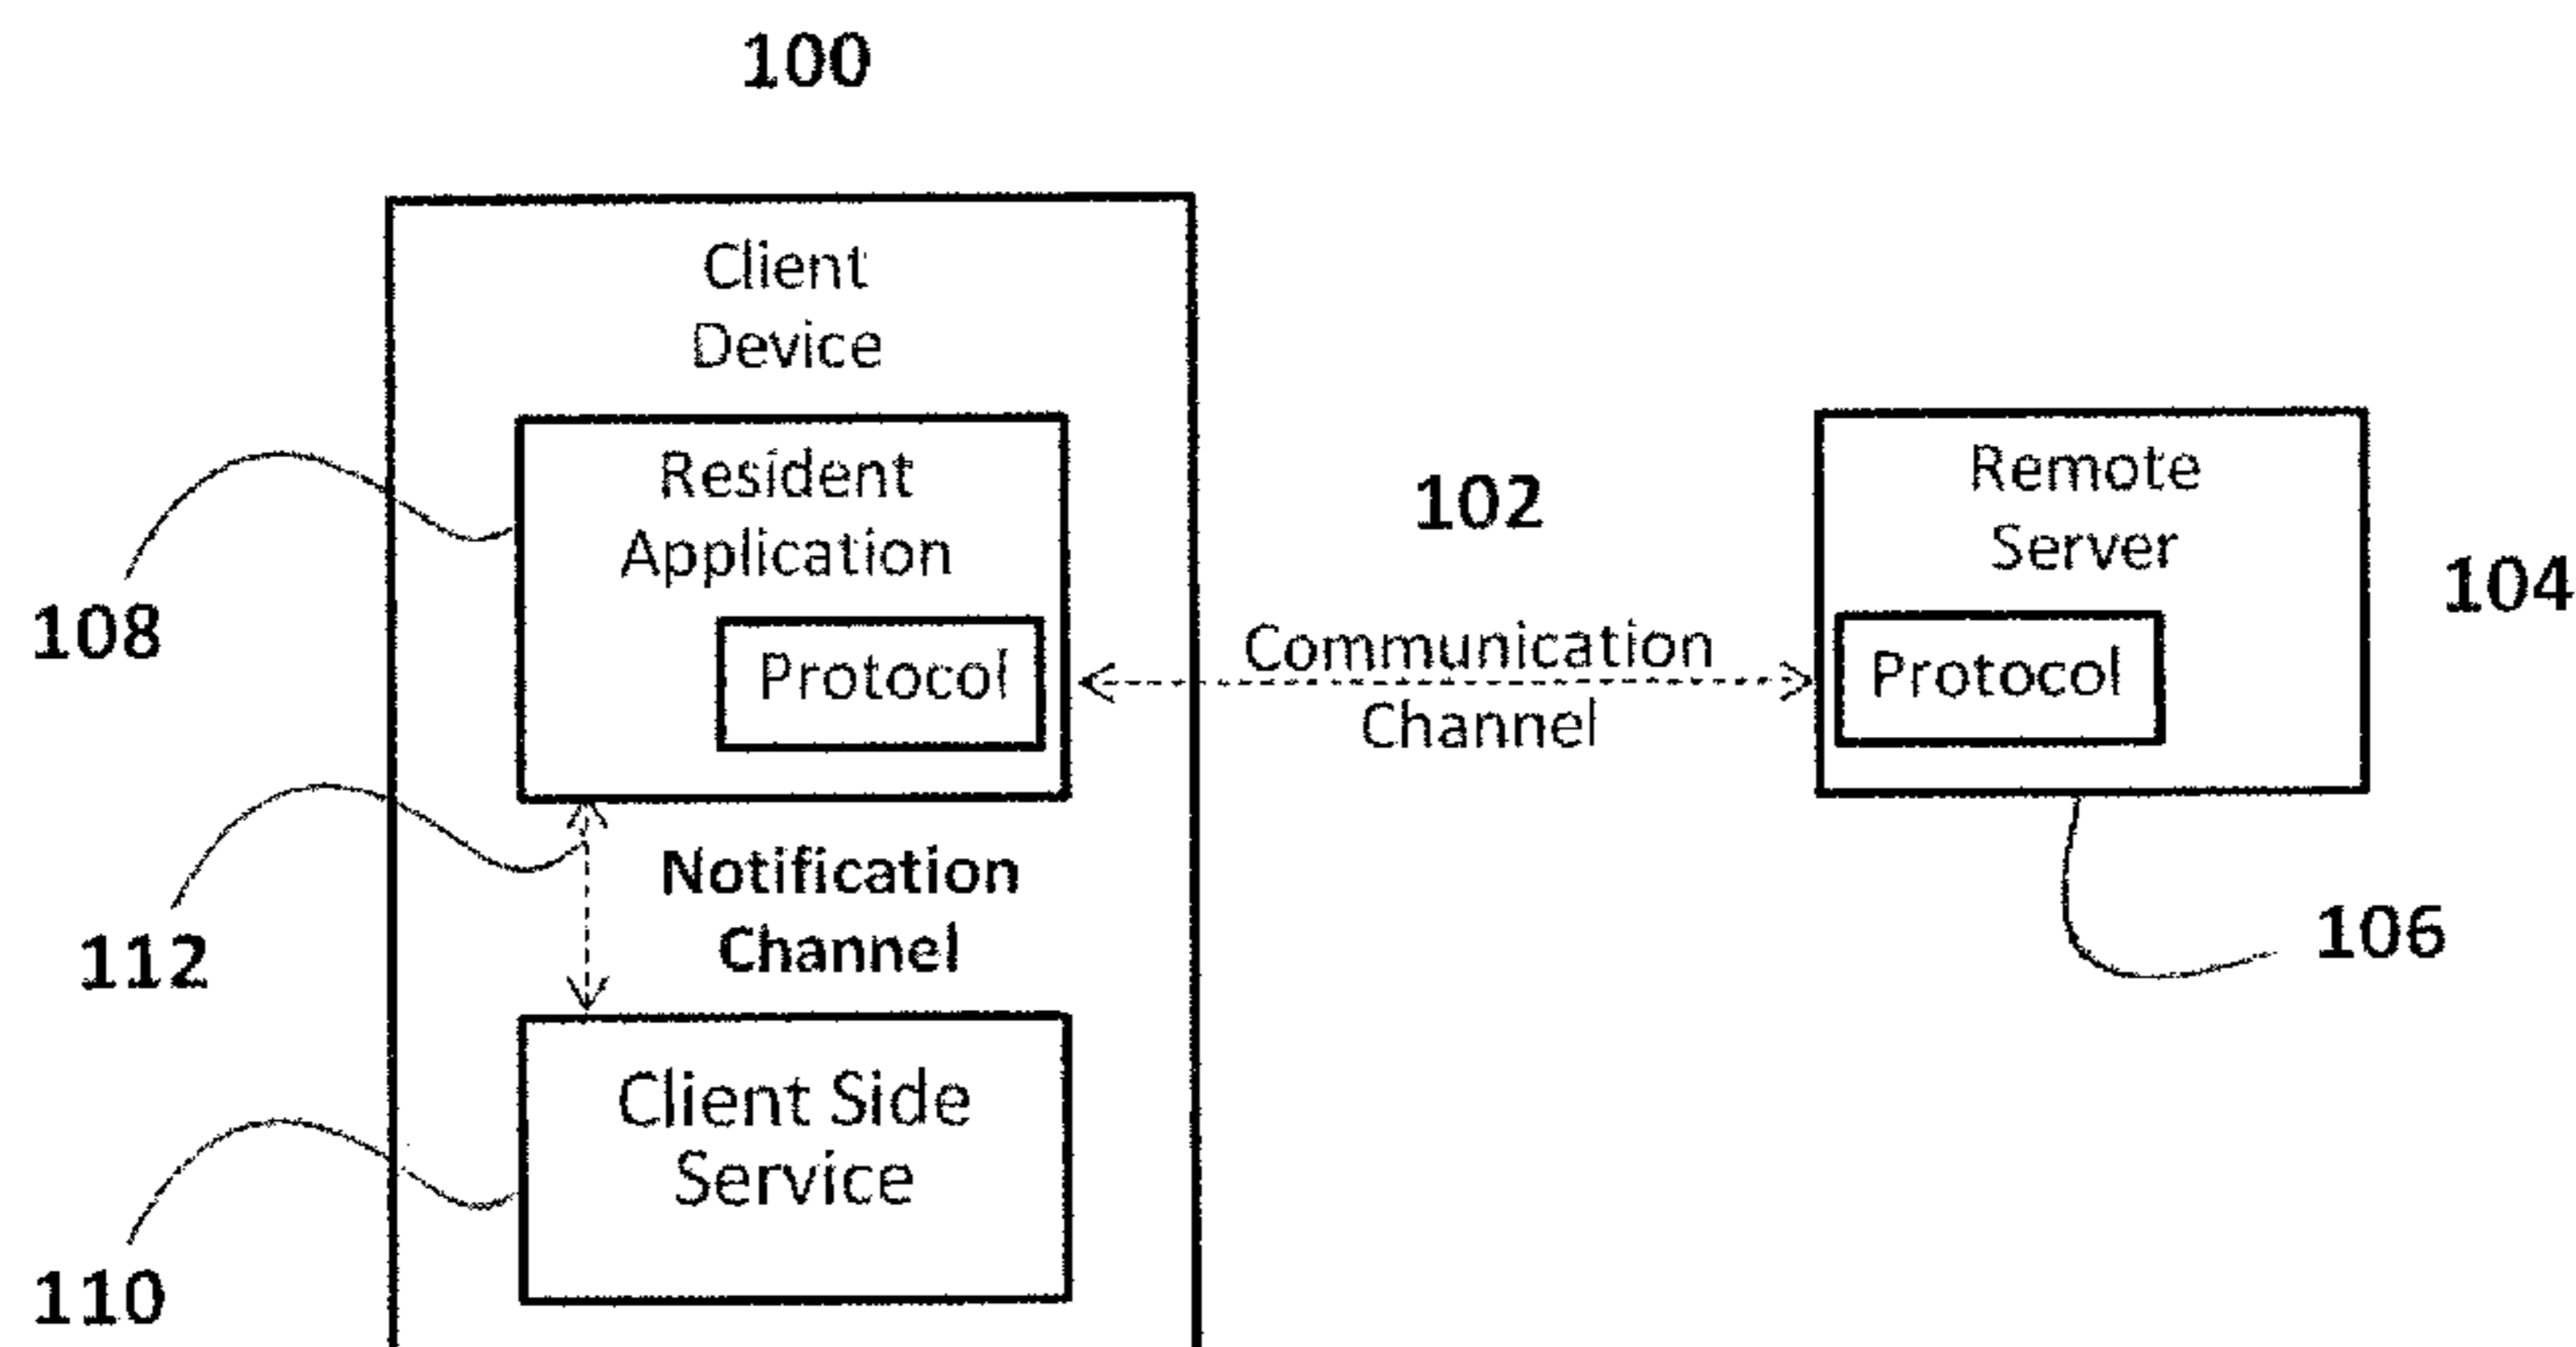 100
Client
Device
Resident
Application
Protocol
108
102
Communication
Channel
Remote
Server
Protocol
104
106
112
Notification
Channel
Client Side
Service
110